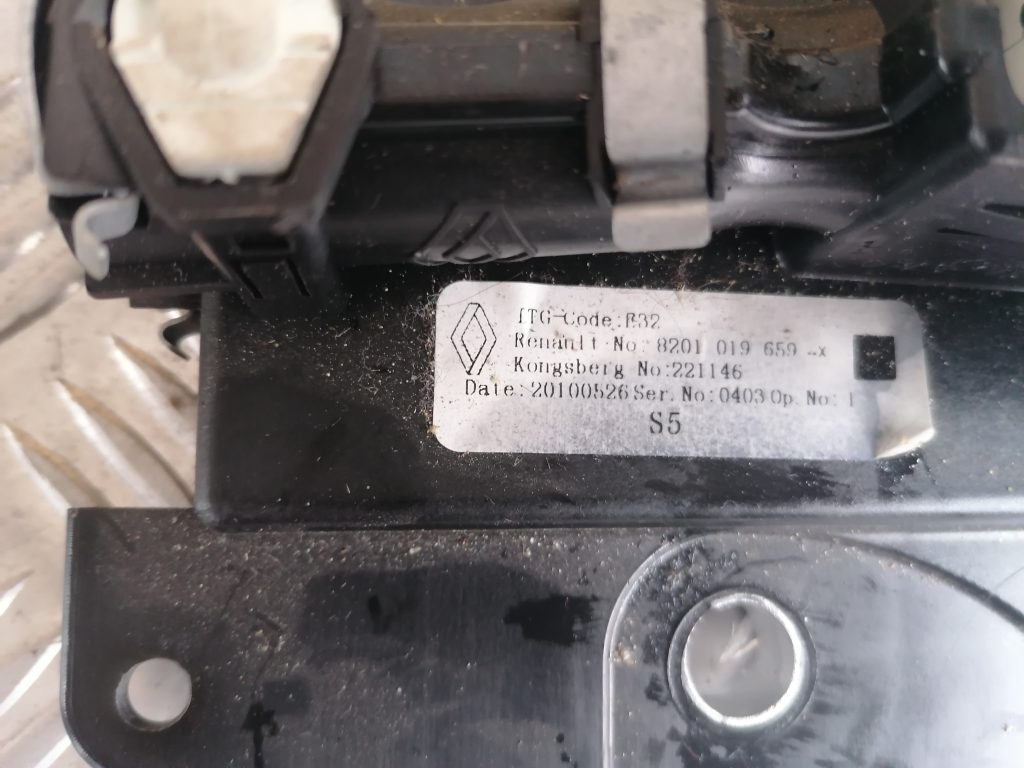 ITG-Code:B32
Renault-No: 8201 019 659 -X
Kongsberg No:221146
Date: 20100526 Ser. No: 0403 Op. No: 1
S5